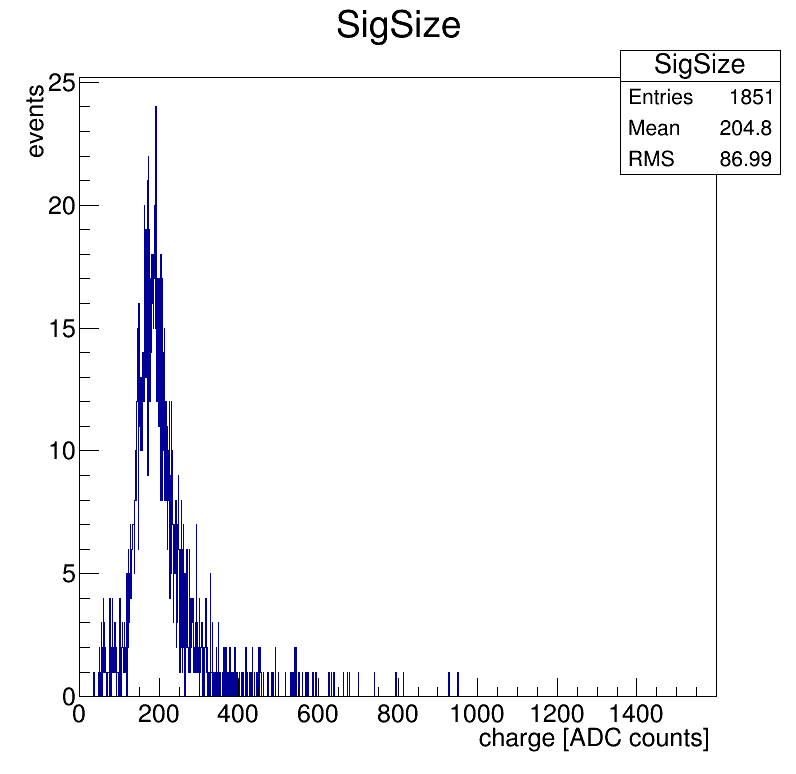 SigSize
SigSize
Entries 1851
Mean 204.8
RMS 86.99
events
25
20
15
10
5
0
0 200 400 600 800 1000 1200 1400
charge [ADC counts]